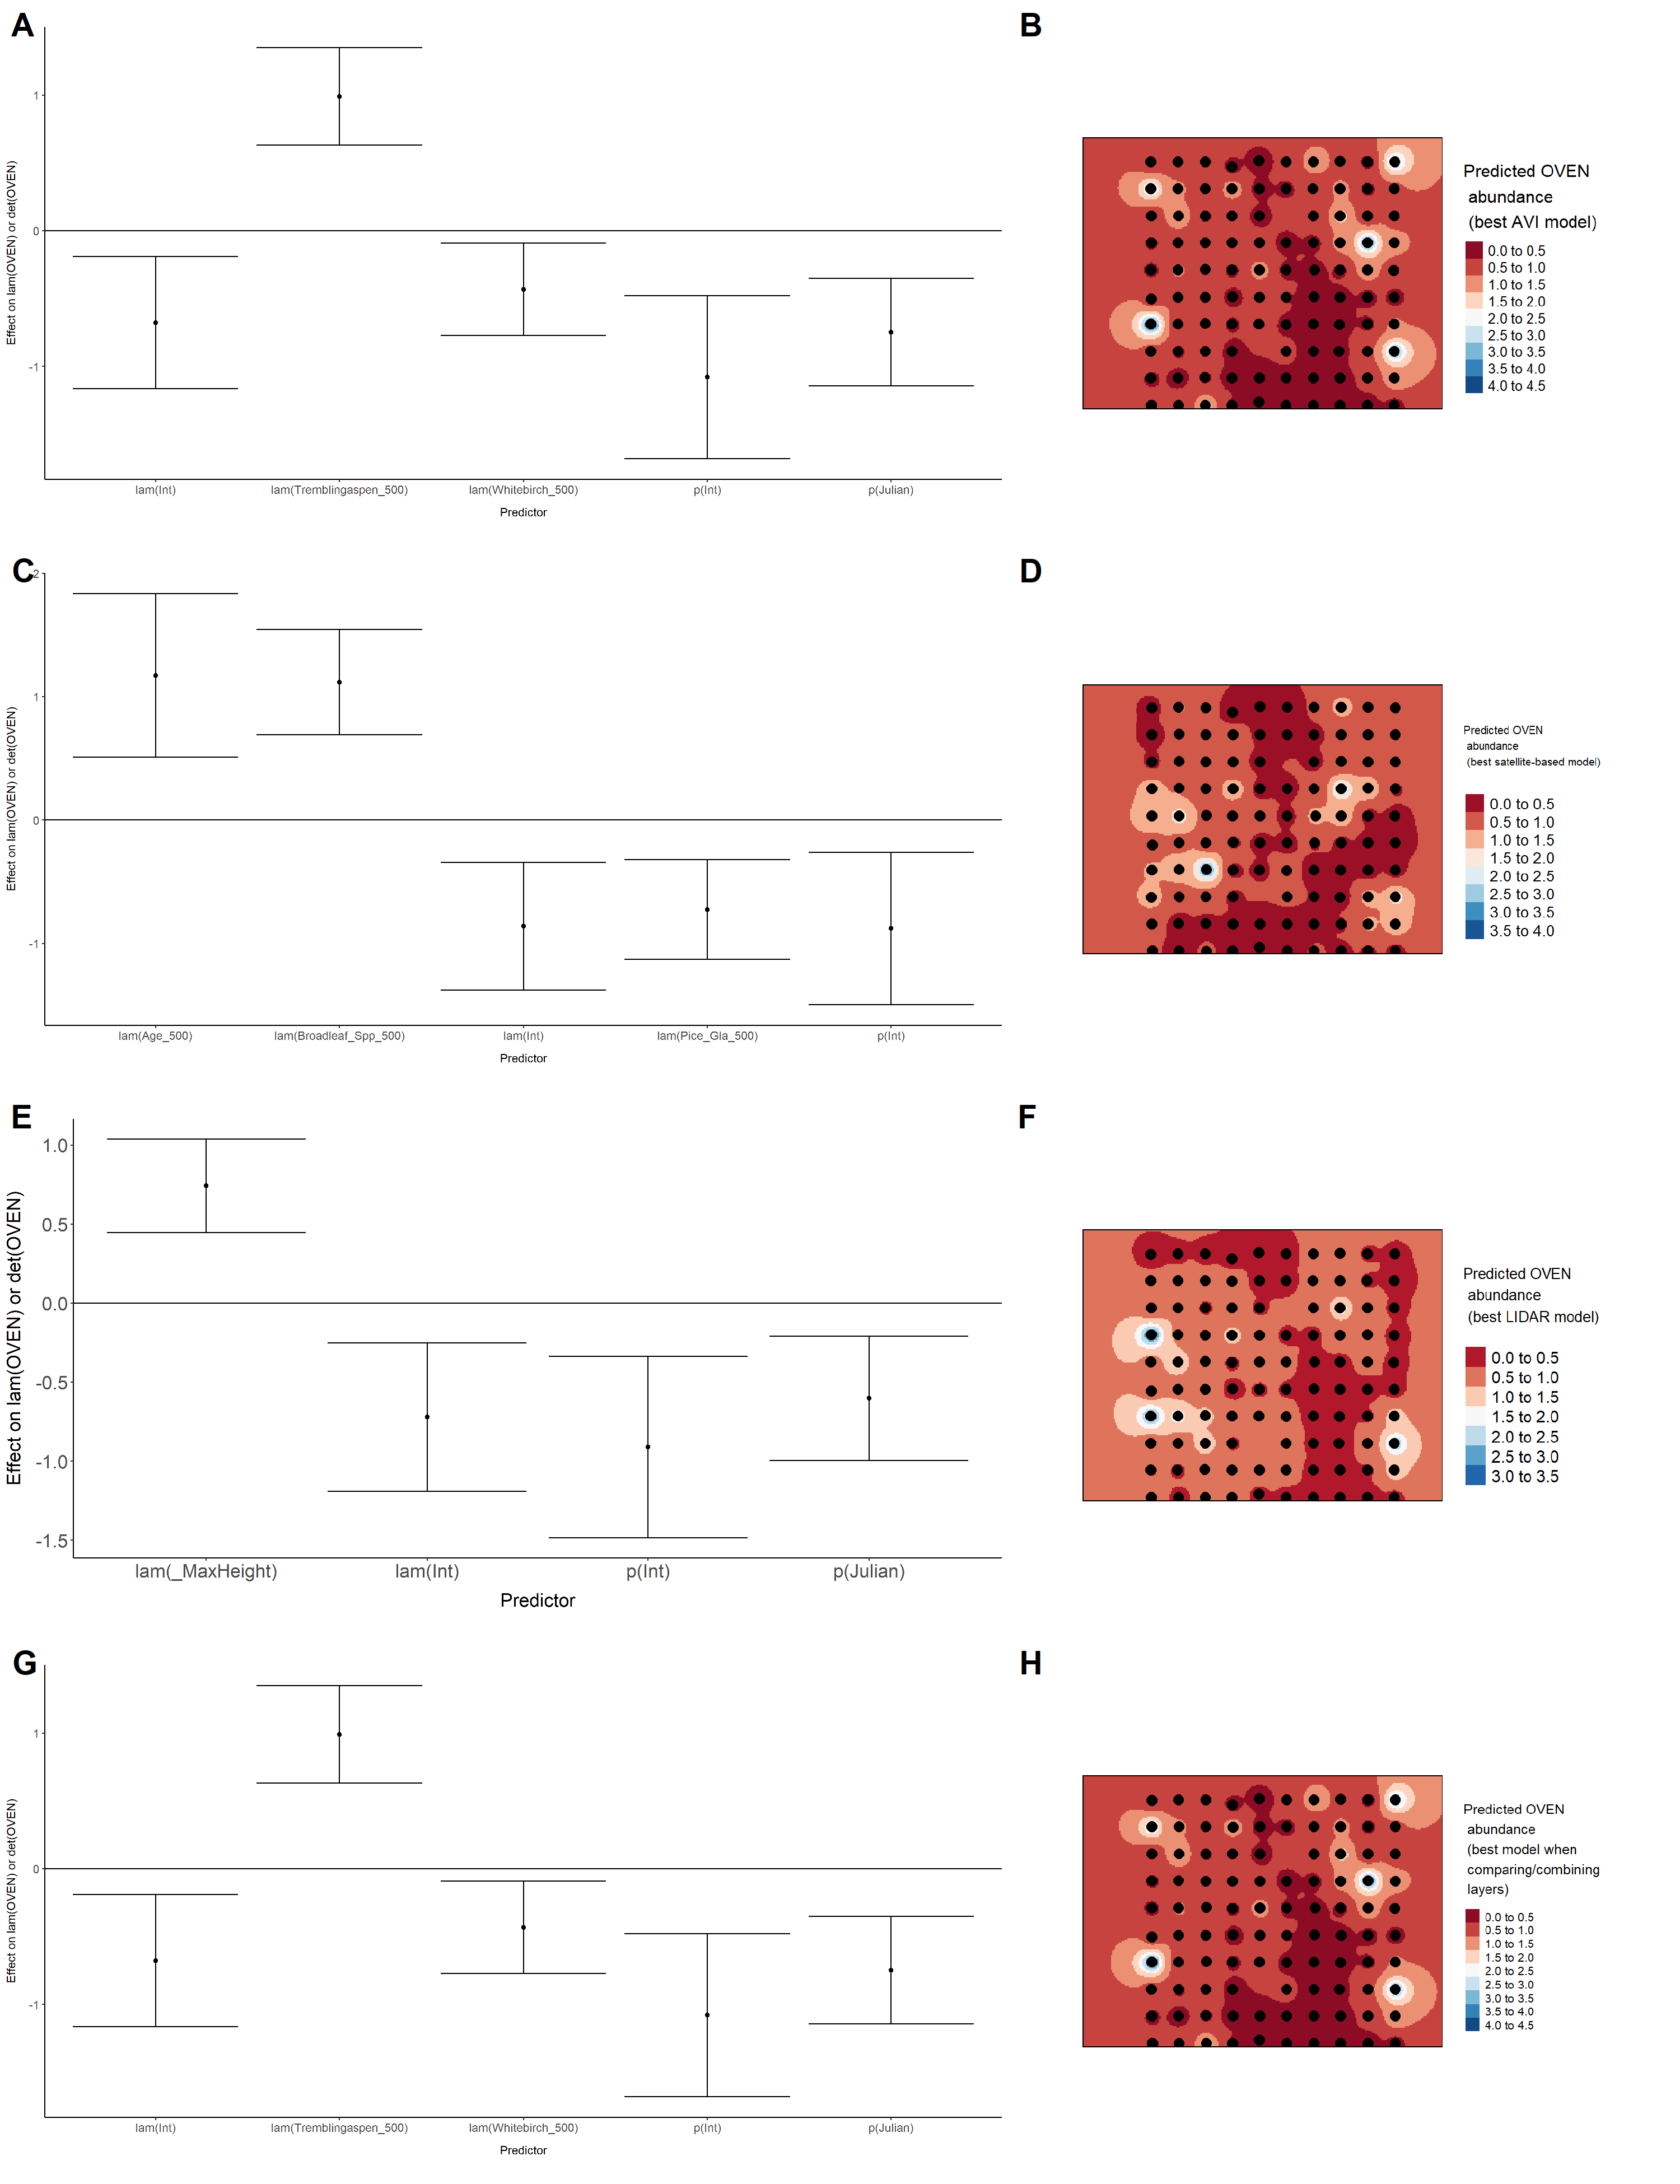 A
Effect on lam(OVEN) or det(OVEN)
1
0
-1
lam(Int)
lam(Tremblingaspen_500)
lam(Whitebirch_500)
p(Int)
p(Julian)
Predictor
B
Predicted OVEN
abundance
(best AVI model)
0.0 to 0.5
0.5 to 1.0
1.0 to 1.5
1.5 to 2.0
2.0 to 2.5
2.5 to 3.0
3.0 to 3.5
3.5 to 4.0
4.0 to 4.5
C
Effect on lam(OVEN) or det(OVEN)
2
1
0
-1
lam(Age_500)
lam(Broadleaf_Spp_500)
lam(Int)
lam(Pice_Gla_500)
p(Int)
Predictor
D
Predicted OVEN
abundance
(best satellite-based model)
0.0 to 0.5
0.5 to 1.0
1.0 to 1.5
1.5 to 2.0
2.0 to 2.5
2.5 to 3.0
3.0 to 3.5
3.5 to 4.0
E
Effect on lam(OVEN) or det(OVEN)
1.0
0.5
0.0
-0.5
-1.0
-1.5
lam(_MaxHeight)
lam(Int)
p(Int)
p(Julian)
Predictor
F
Predicted OVEN
abundance
(best LIDAR model)
0.0 to 0.5
0.5 to 1.0
1.0 to 1.5
1.5 to 2.0
2.0 to 2.5
2.5 to 3.0
3.0 to 3.5
G
Effect on lam(OVEN) or det(OVEN)
1
0
-1
lam(Int)
lam(Tremblingaspen_500)
lam(Whitebirch_500)
p(Int)
p(Julian)
Predictor
H
Predicted OVEN
abundance
(best model when
comparing/combining
layers)
0.0 to 0.5
0.5 to 1.0
1.0 to 1.5
1.5 to 2.0
2.0 to 2.5
2.5 to 3.0
3.0 to 3.5
3.5 to 4.0
4.0 to 4.5